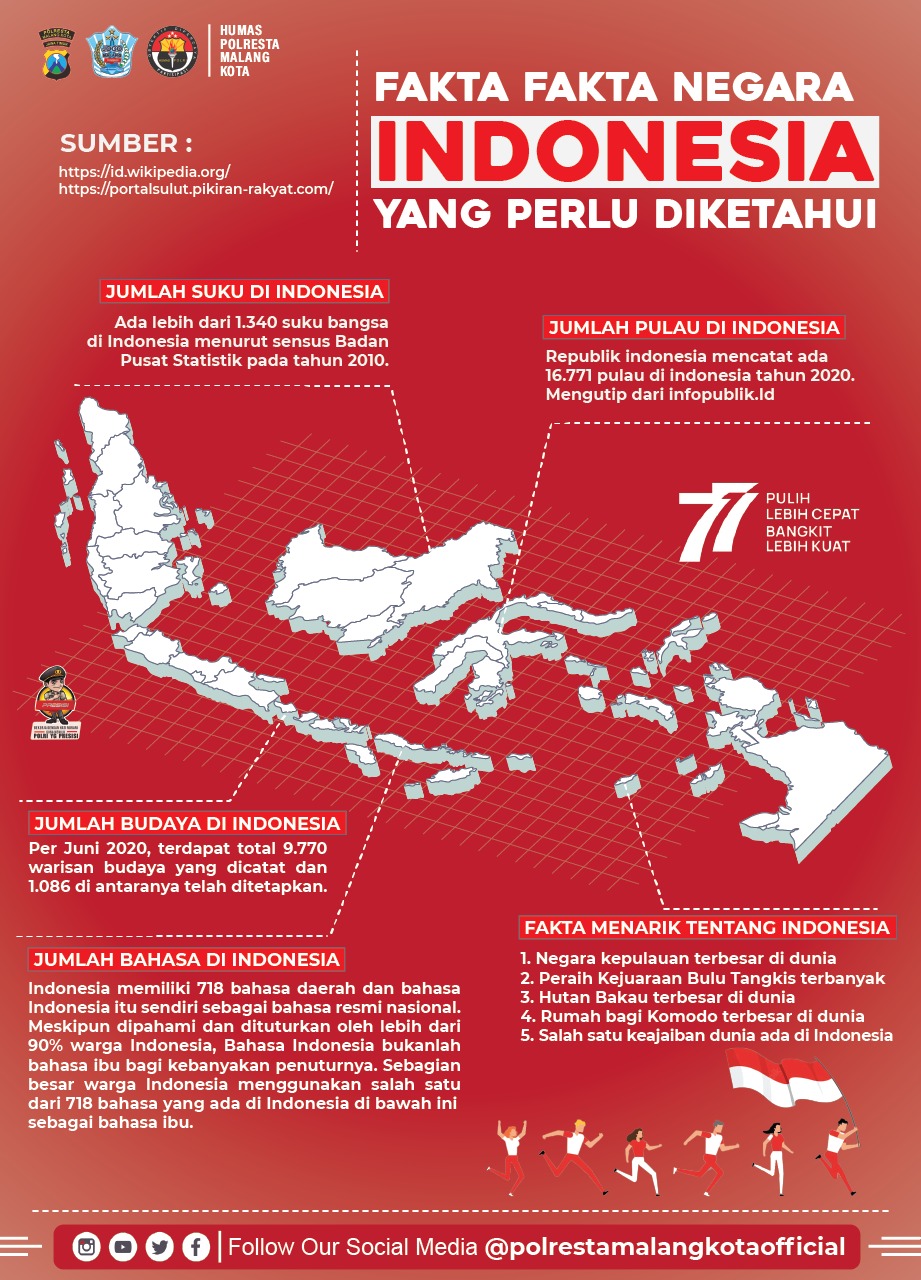 HUMAS
POLRESTA
MALANG
KOTA
SUMBER :
https://id.wikipedia.org/
https://portalsulut.pikiran-rakyat.com/
FAKTA FAKTA NEGARA
INDONESIA
YANG PERLU DIKETAHUI
JUMLAH SUKU DI INDONESIA
Ada lebih dari 1.340 suku bangsa
di Indonesia menurut sensus Badan
Pusat Statistik pada tahun 2010.
JUMLAH PULAU DI INDONESIA
Republik indonesia mencatat ada
16.771 pulau di indonesia tahun 2020.
Mengutip dari infopublik.Id
77
PULIH
LEBIH CEPAT
BANGKIT
LEBIH KUAT
PRESISI
POLRI YG PRESISI
JUMLAH BUDAYA DI INDONESIA
Per Juni 2020, terdapat total 9.770
warisan budaya yang dicatat dan
1.086 di antaranya telah ditetapkan.
JUMLAH BAHASA DI INDONESIA
Indonesia memiliki 718 bahasa daerah dan bahasa
Indonesia itu sendiri sebagai bahasa resmi nasional.
Meskipun dipahami dan dituturkan oleh lebih dari
90% warga Indonesia, Bahasa Indonesia bukanlah
bahasa ibu bagi kebanyakan penuturnya. Sebagian
besar warga Indonesia menggunakan salah satu
dari 718 bahasa yang ada di Indonesia di bawah ini
sebagai bahasa ibu.
FAKTA MENARIK TENTANG INDONESIA
1. Negara kepulauan terbesar di dunia
2. Peraih Kejuaraan Bulu Tangkis terbanyak
3. Hutan Bakau terbesar di dunia
4. Rumah bagi Komodo terbesar di dunia
5. Salah satu keajaiban dunia ada di Indonesia
Follow Our Social Media @polrestamalangkotaofficial